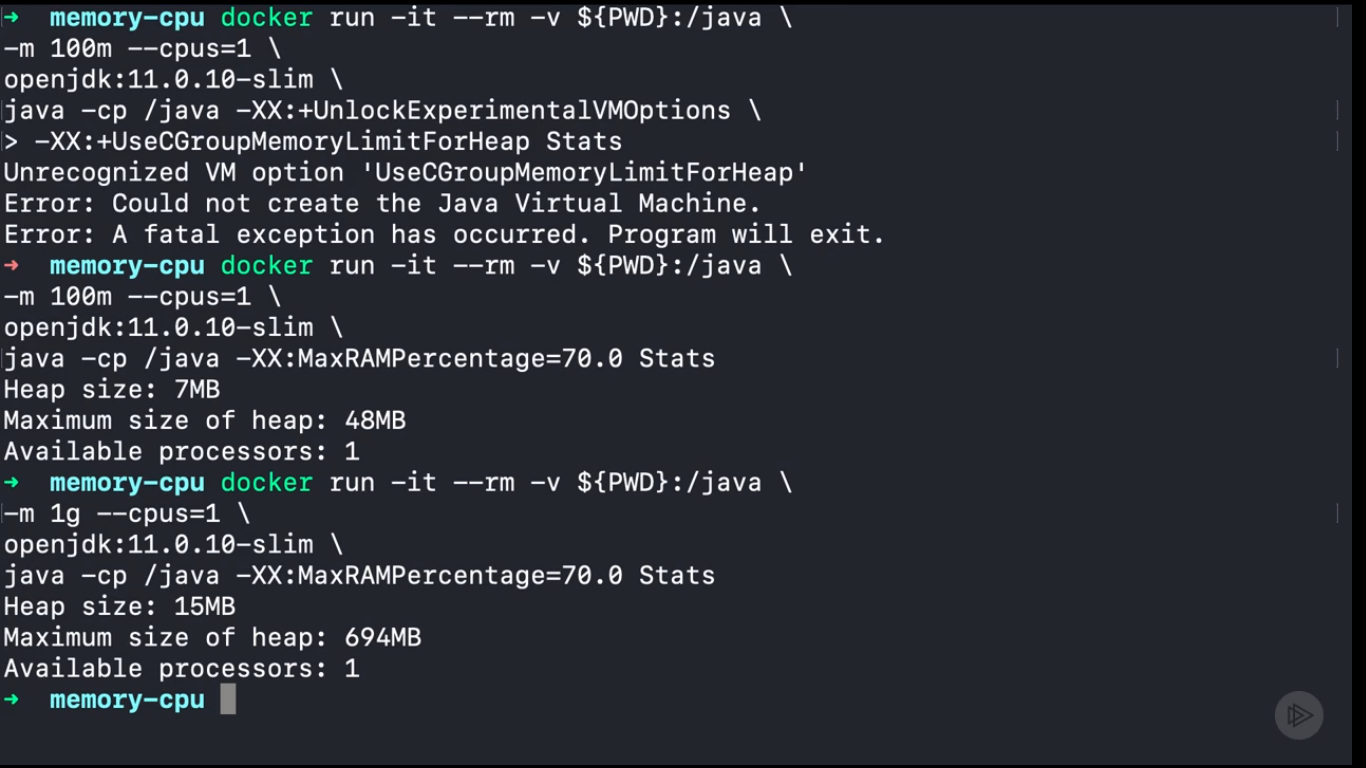 ➜  memory-cpu docker run -it --rm -v ${PWD}:/java \
-m 100m --cpus=1 \
openjdk:11.0.10-slim \
java -cp /java -XX:+UnlockExperimentalVMOptions \
> -XX:+UseCGroupMemoryLimitForHeap Stats
Unrecognized VM option 'UseCGroupMemoryLimitForHeap'
Error: Could not create the Java Virtual Machine.
Error: A fatal exception has occurred. Program will exit.
➜  memory-cpu docker run -it --rm -v ${PWD}:/java \
-m 100m --cpus=1 \
openjdk:11.0.10-slim \
java -cp /java -XX:MaxRAMPercentage=70.0 Stats
Heap size: 7MB
Maximum size of heap: 48MB
Available processors: 1
➜  memory-cpu docker run -it --rm -v ${PWD}:/java \
-m 1g --cpus=1 \
openjdk:11.0.10-slim \
java -cp /java -XX:MaxRAMPercentage=70.0 Stats
Heap size: 15MB
Maximum size of heap: 694MB
Available processors: 1
➜  memory-cpu